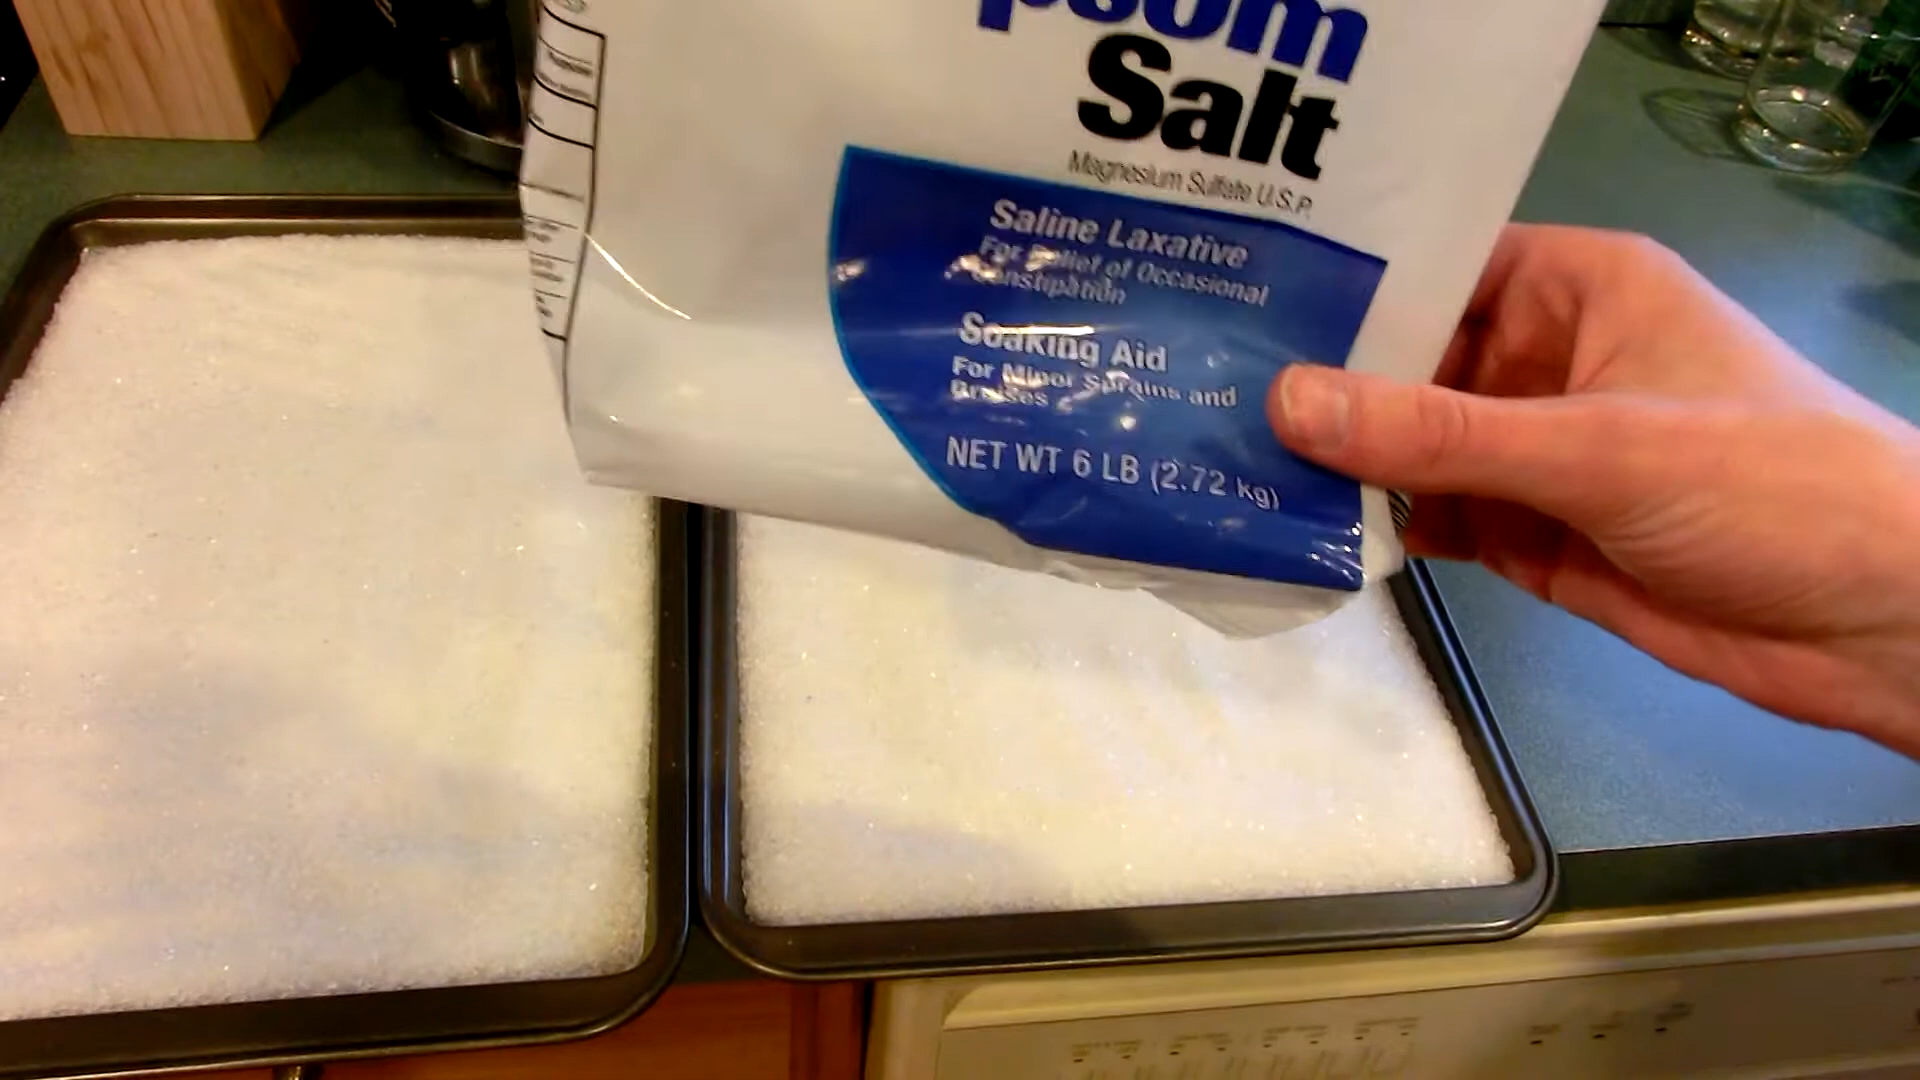 psom
Salt
Magnesium Sulfate U.S.P.
Saline Laxative
For Relief of Occasional
Constipation
Soaking Aid
For Minor Sprains and
Bruises
NET WT 6 LB (2.72 kg)